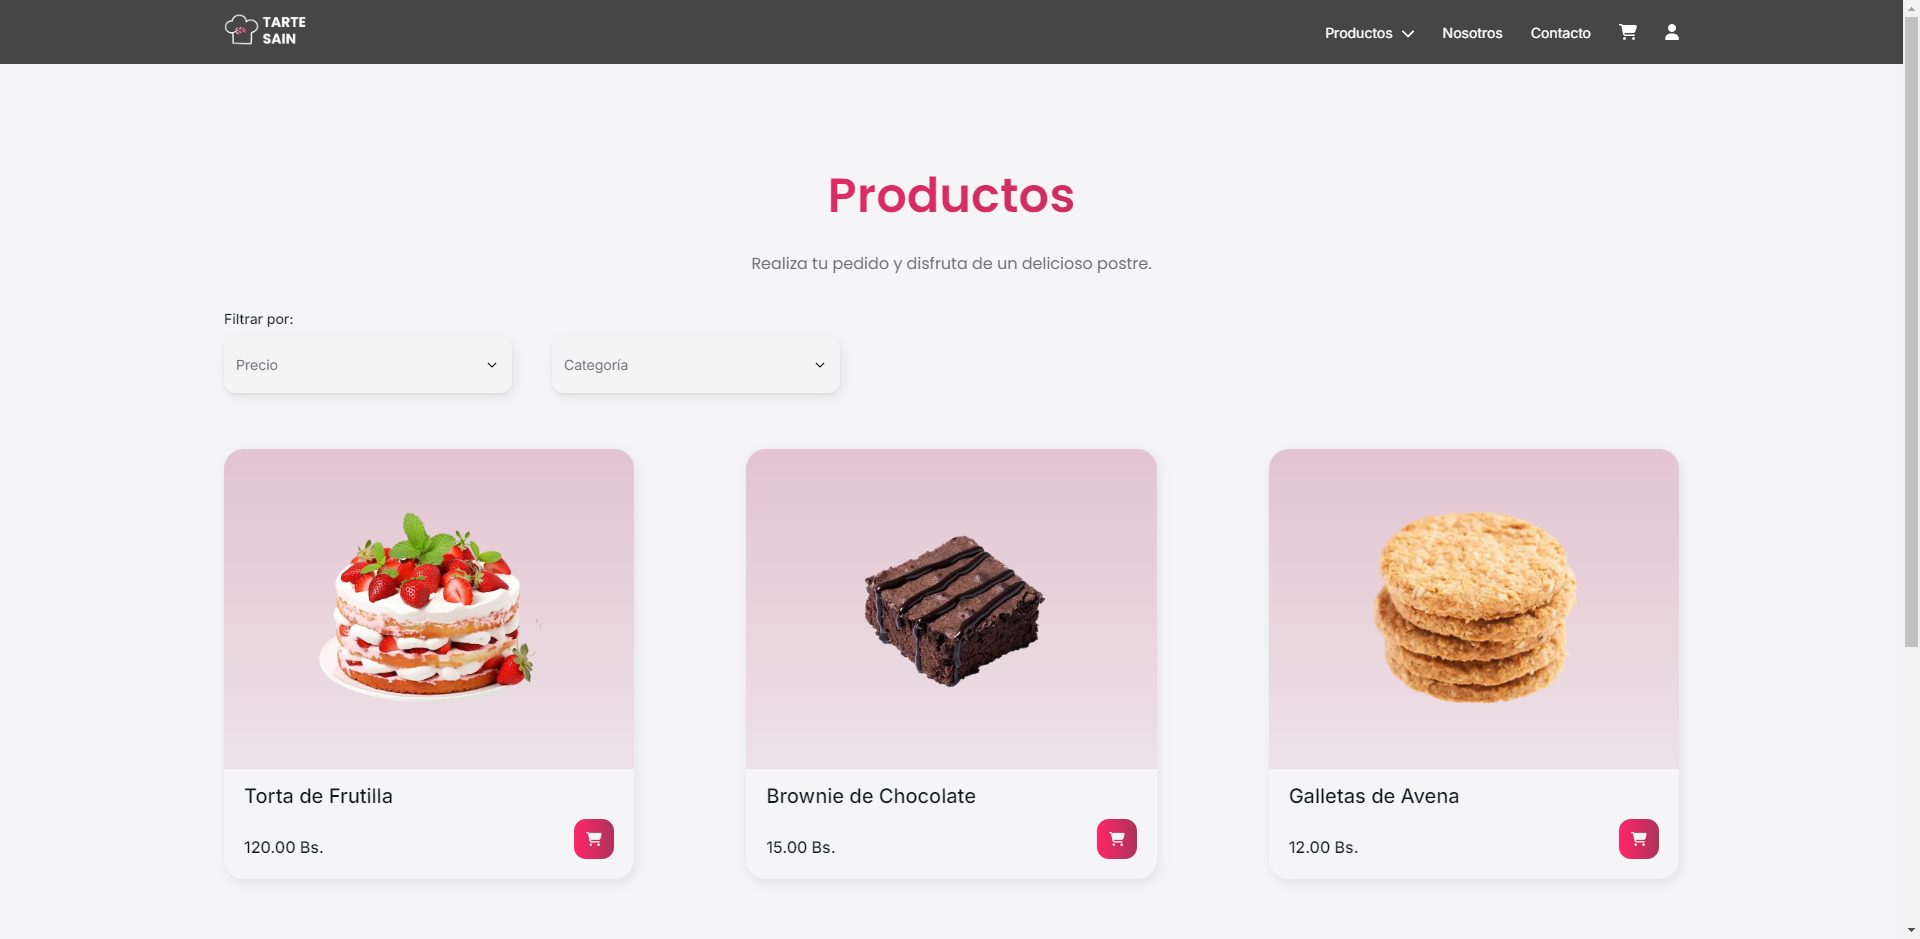 TARTE
SAIN
Productos Nosotros Contacto
Productos
Realiza tu pedido y disfruta de un delicioso postre.
Filtrar por:
Precio Categoría
Torta de Frutilla
120.00 Bs.
Brownie de Chocolate
15.00 Bs.
Galletas de Avena
12.00 Bs.